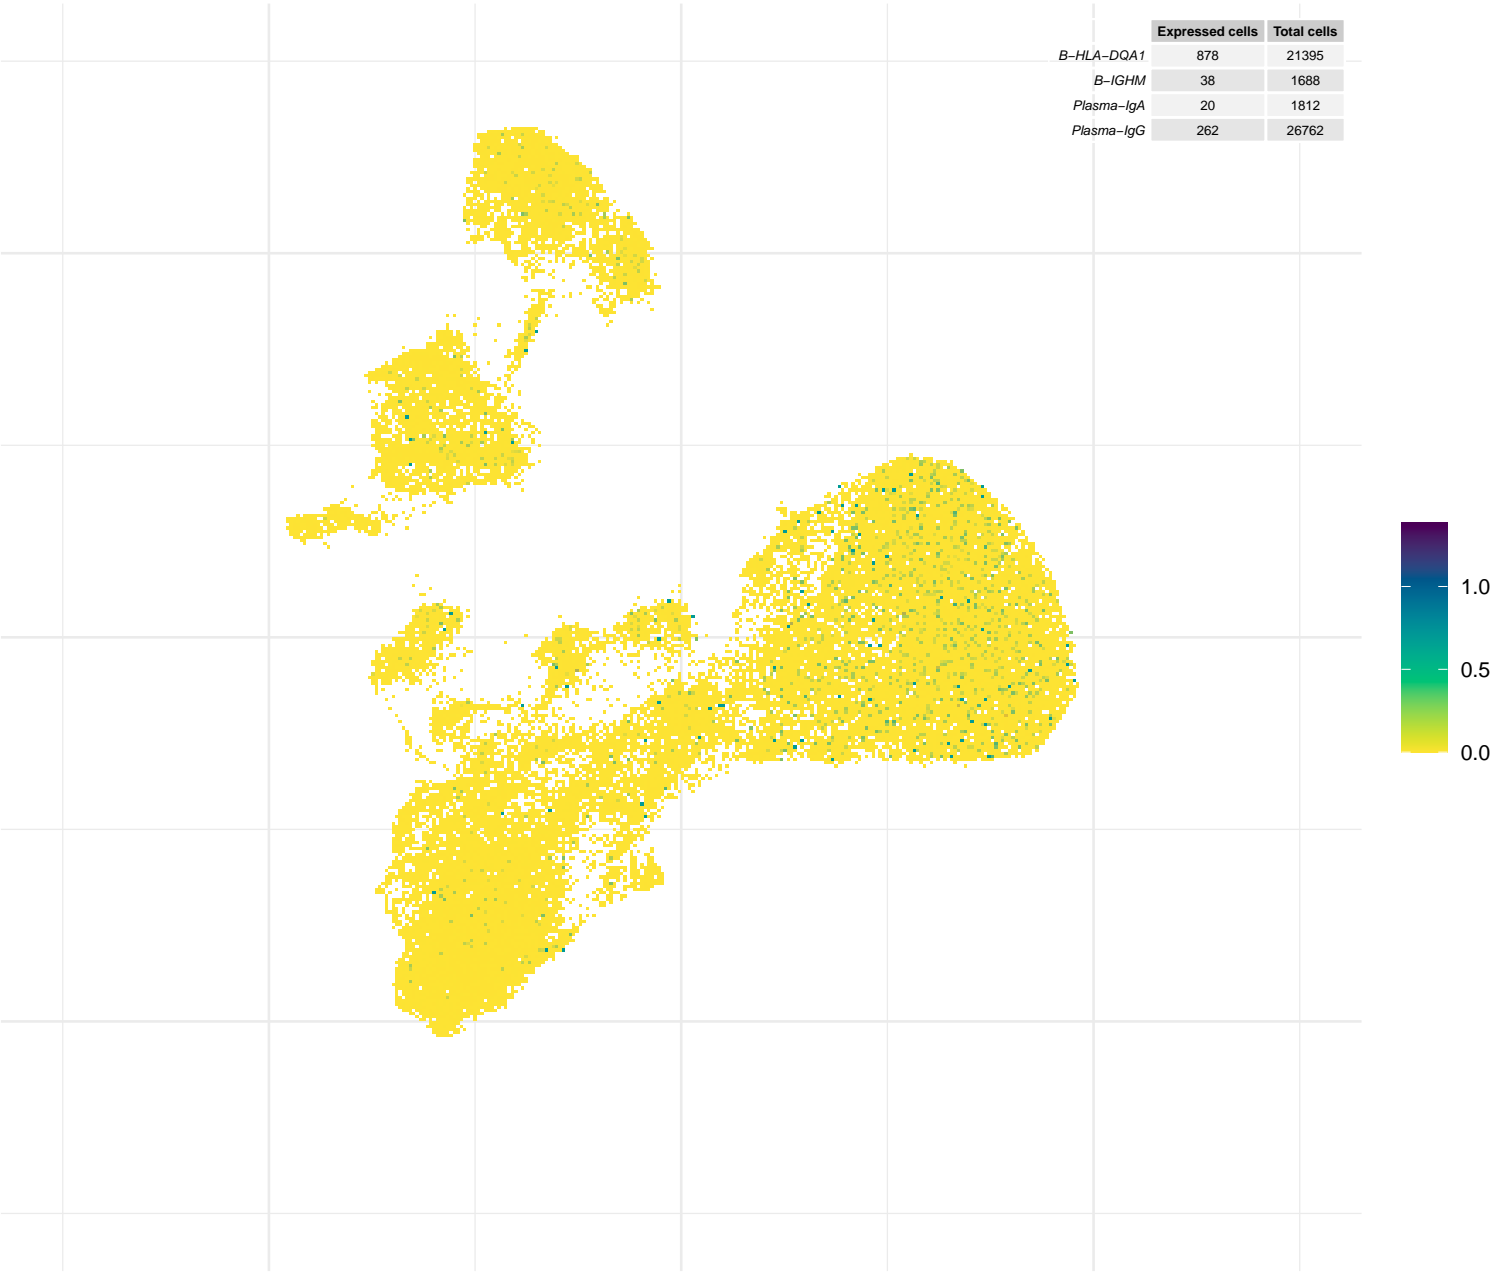 Expressed cells Total cells
B−HLA−DQA1 878 21395
B−IGHM 38 1688
Plasma−IgA 20 1812
Plasma−IgG 262 26762
1.0
0.5
0.0